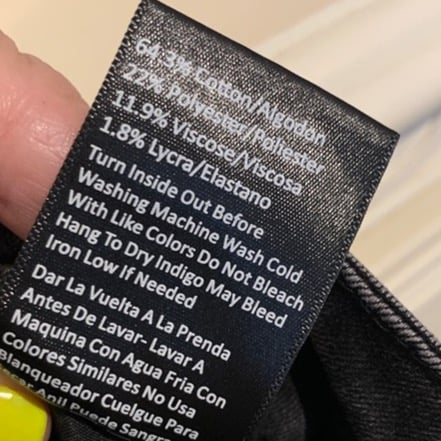 64.3% Cotton/Algodon
22% Polyester/Poliester
11.9% Viscose/Viscosa
1.8% Lycra/Elastano
Turn Inside Out Before
Washing Machine Wash Cold
With Like Colors Do Not Bleach
Hang To Dry Indigo May Bleed
Iron Low If Needed
Dar La Vuelta A La Prenda
Antes De Lavar- Lavar A
Maquina Con Agua Fria Con
Colores Similares No Usa
Blanqueador Cuelgue Para
Anil Puede Sangra